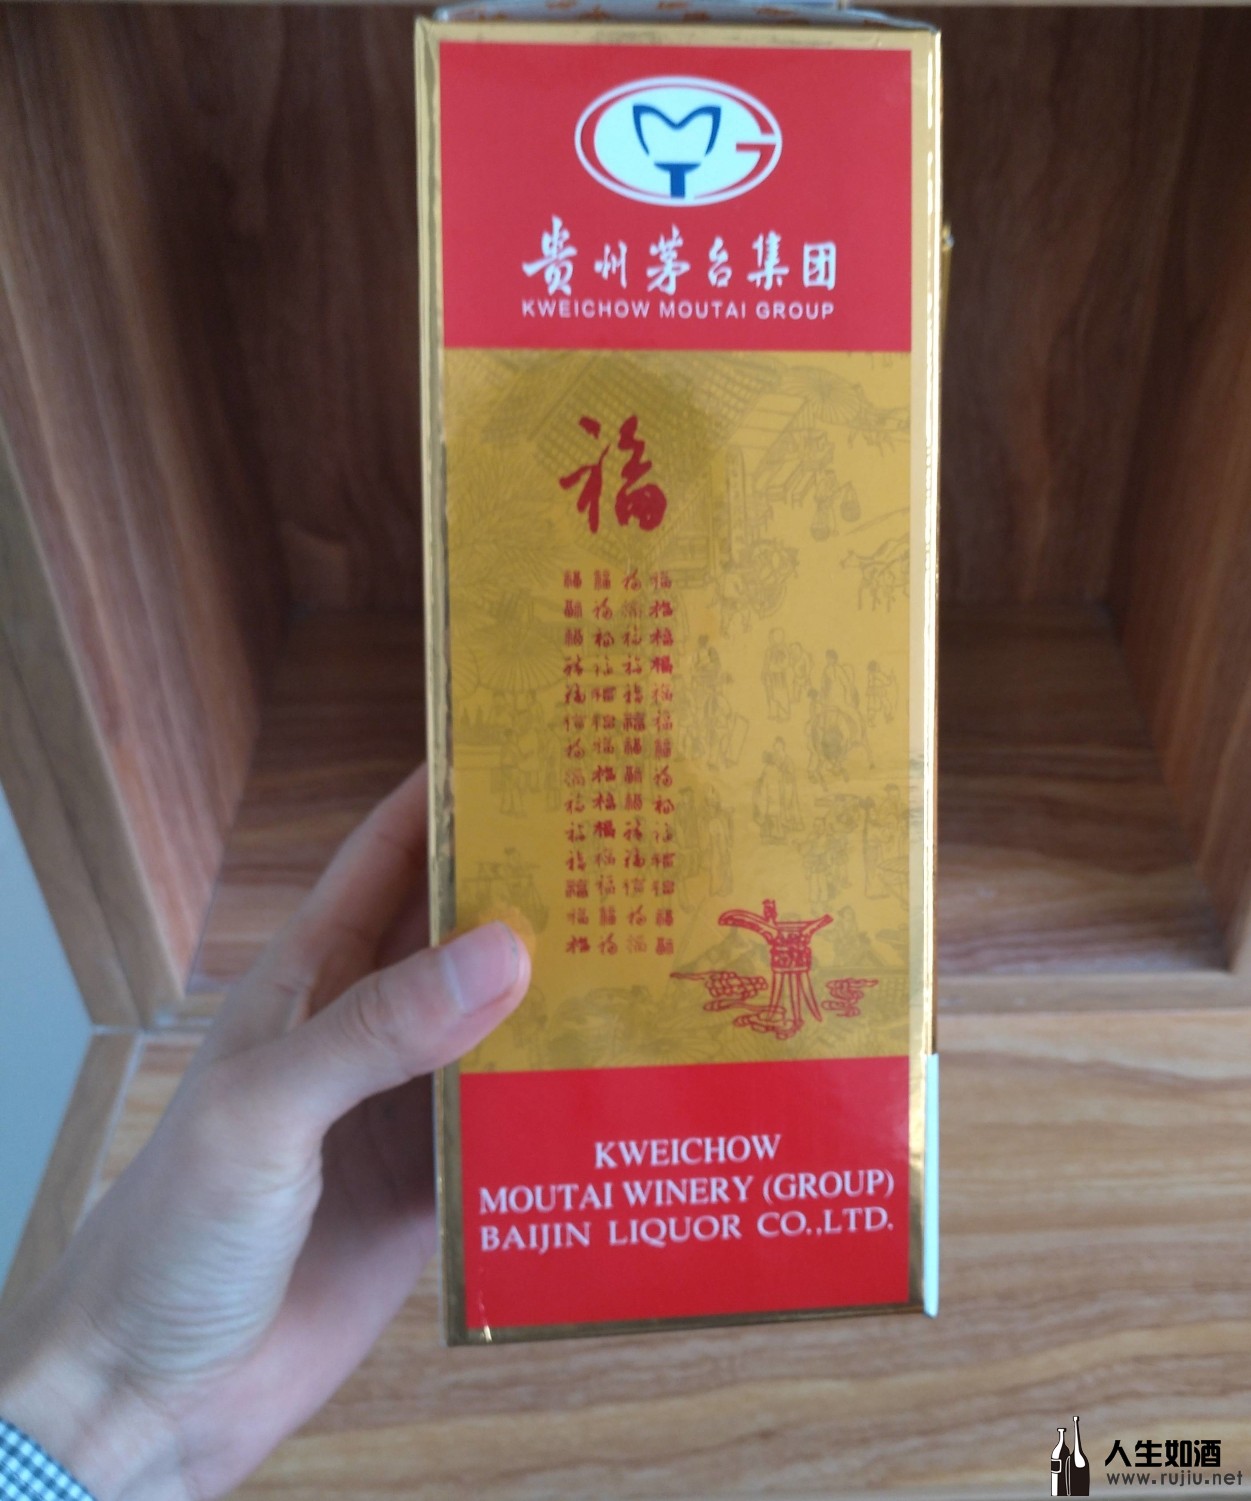 贵州茅台集团
KWEICHOW MOUTAI GROUP
福
KWEICHOW
MOUTAI WINERY (GROUP)
BAIJIN LIQUOR CO.,LTD.
人生如酒
www.rujiu.net